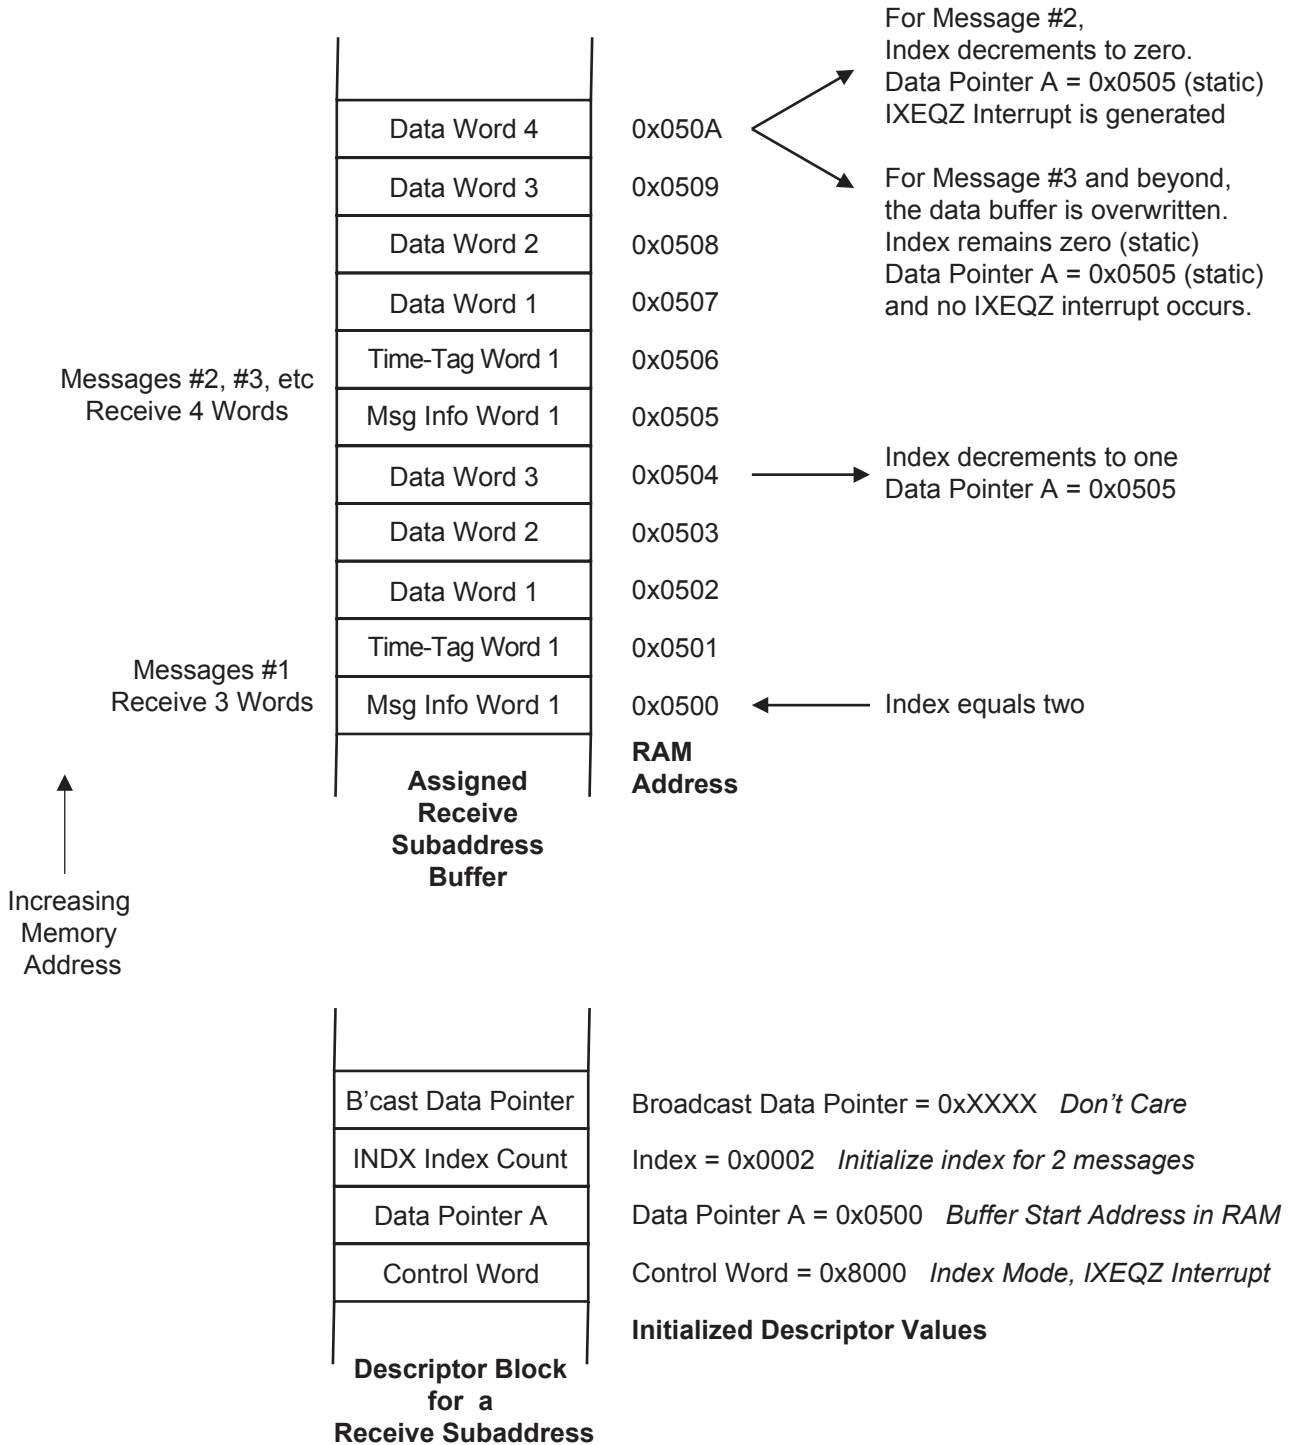 For Message #2,
Index decrements to zero.
Data Pointer A = 0x0505 (static)
IXEQZ Interrupt is generated
Data Word 4
0x050A
For Message #3 and beyond,
the data buffer is overwritten.
Index remains zero (static)
Data Pointer A = 0x0505 (static)
and no IXEQZ interrupt occurs.
Data Word 3
0x0509
Data Word 2
0x0508
Data Word 1
0x0507
Time-Tag Word 1
0x0506
Messages #2, #3, etc
Receive 4 Words
Msg Info Word 1
0x0505
Data Word 3
0x0504
Index decrements to one
Data Pointer A = 0x0505
Data Word 2
0x0503
Data Word 1
0x0502
Time-Tag Word 1
0x0501
Messages #1
Receive 3 Words
Msg Info Word 1
0x0500
Index equals two
RAM
Address
Assigned
Receive
Subaddress
Buffer
Increasing
Memory
Address
B'cast Data Pointer
Broadcast Data Pointer = 0xXXXX Don't Care
INDX Index Count
Index = 0x0002 Initialize index for 2 messages
Data Pointer A
Data Pointer A = 0x0500 Buffer Start Address in RAM
Control Word
Control Word = 0x8000 Index Mode, IXEQZ Interrupt
Initialized Descriptor Values
Descriptor Block
for a
Receive Subaddress